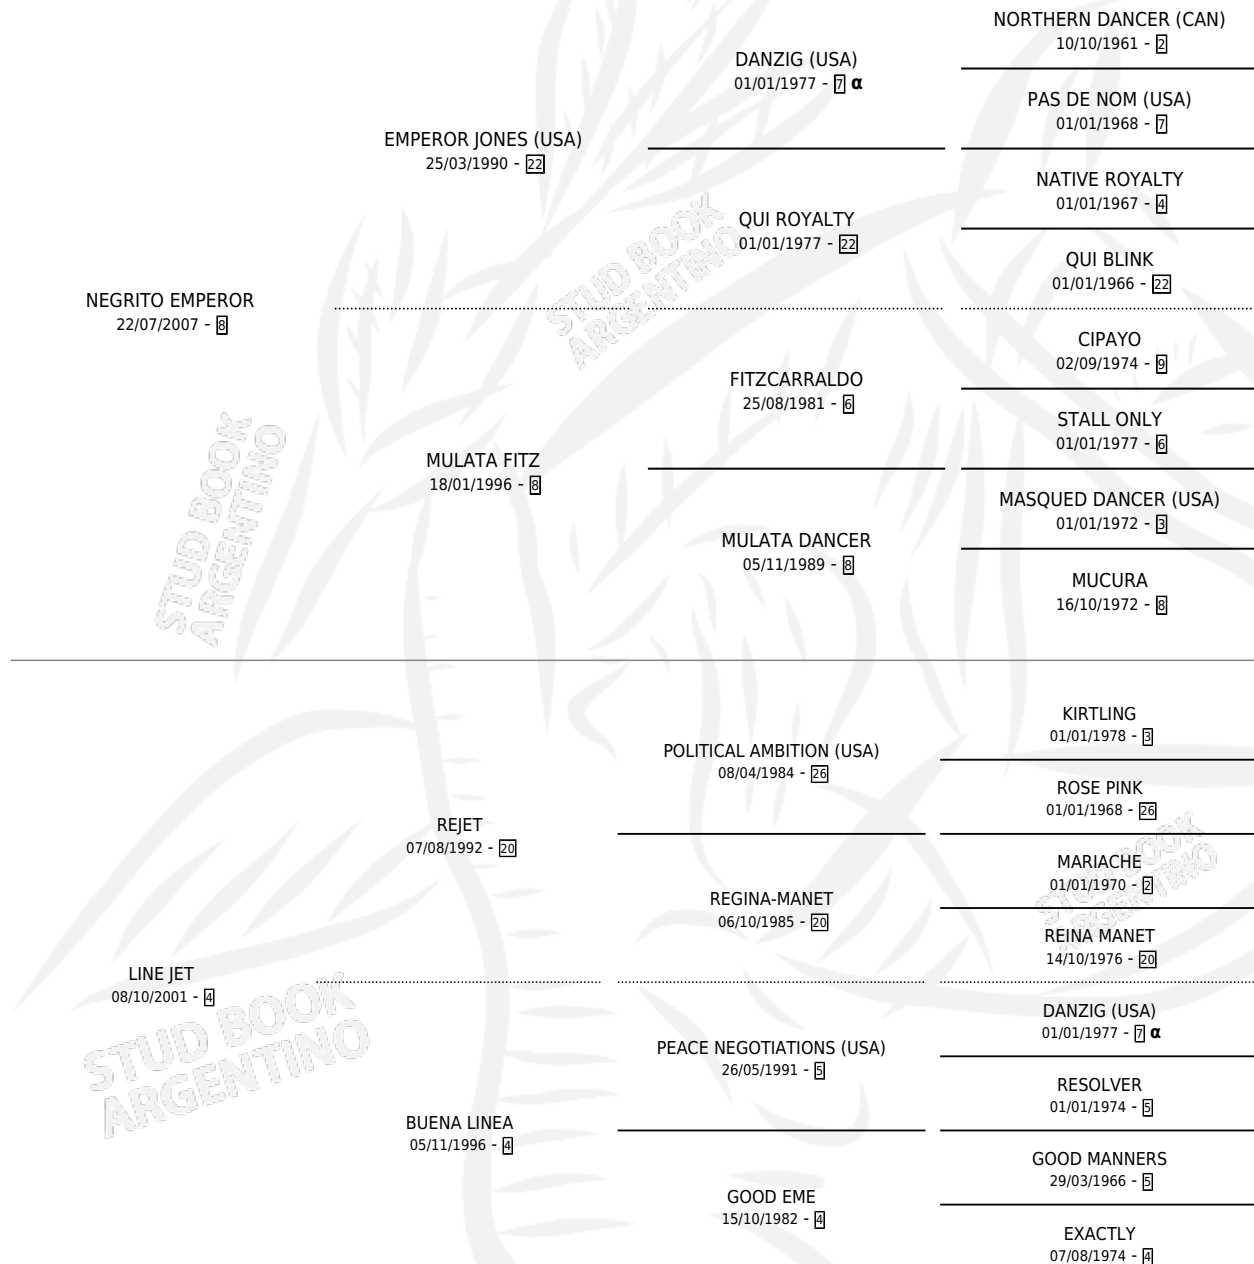 NORTHERN DANCER (CAN)
10/10/1961 - 2
DANZIG (USA)
01/01/1977 - 7 α
PAS DE NOM (USA)
01/01/1968 - 7
EMPEROR JONES (USA)
25/03/1990 - 22
NATIVE ROYALTY
01/01/1967 - 4
QUI ROYALTY
01/01/1977 - 22
QUI BLINK
01/01/1966 - 22
NEGRITO EMPEROR
22/07/2007 - 8
CIPAYO
02/09/1974 - 9
FITZCARRALDO
25/08/1981 - 6
STALL ONLY
01/01/1977 - 6
MULATA FITZ
18/01/1996 - 8
MASQUED DANCER (USA)
01/01/1972 - 3
MULATA DANCER
05/11/1989 - 8
MUCURA
16/10/1972 - 8
KIRTLING
01/01/1978 - 3
POLITICAL AMBITION (USA)
08/04/1984 - 26
ROSE PINK
01/01/1968 - 26
REJET
07/08/1992 - 20
MARIACHE
01/01/1970 - 2
REGINA-MANET
06/10/1985 - 20
REINA MANET
14/10/1976 - 20
LINE JET
08/10/2001 - 4
DANZIG (USA)
01/01/1977 - 7 α
PEACE NEGOTIATIONS (USA)
26/05/1991 - 5
RESOLVER
01/01/1974 - 5
BUENA LINEA
05/11/1996 - 4
GOOD MANNERS
29/03/1966 - 5
GOOD EME
15/10/1982 - 4
EXACTLY
07/08/1974 - 4
STUD BOOK
ARGENTINO
STUD BOOK
ARGENTINO
STUD BOOK
ARGENTINO
STUD BOOK
ARGENTINO